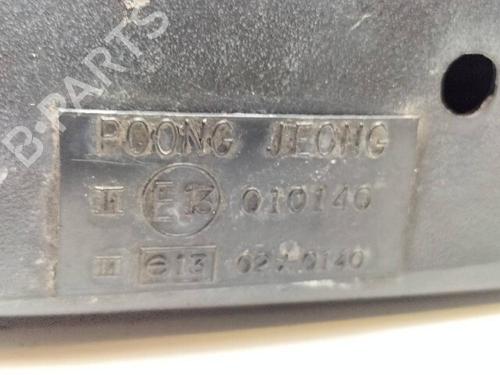 B-PARTS
POONG JEONG
II E13 010140
III e13 02*0140